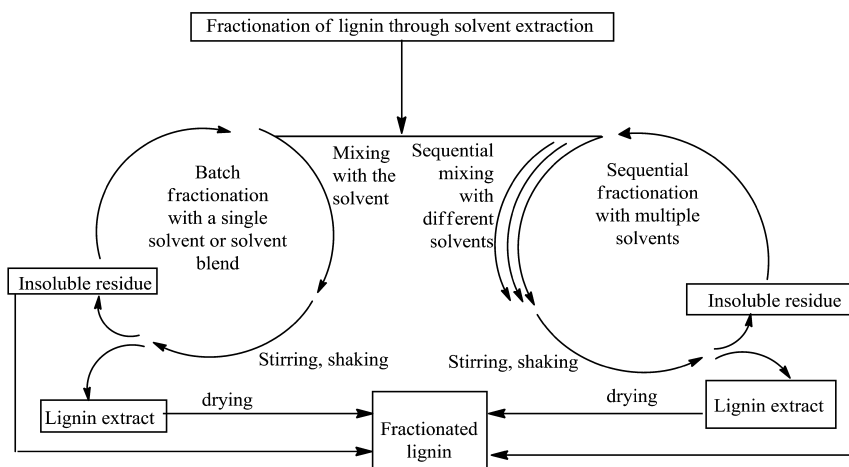 Fractionation of lignin through solvent extraction
Batch
fractionation
with a single
solvent or solvent
blend
Mixing
with the
solvent
Sequential
mixing
with
different
solvents
Sequential
fractionation
with multiple
solvents
Insoluble residue
Insoluble residue
Stirring, shaking
Stirring, shaking
Lignin extract
drying
Fractionated
lignin
drying
Lignin extract